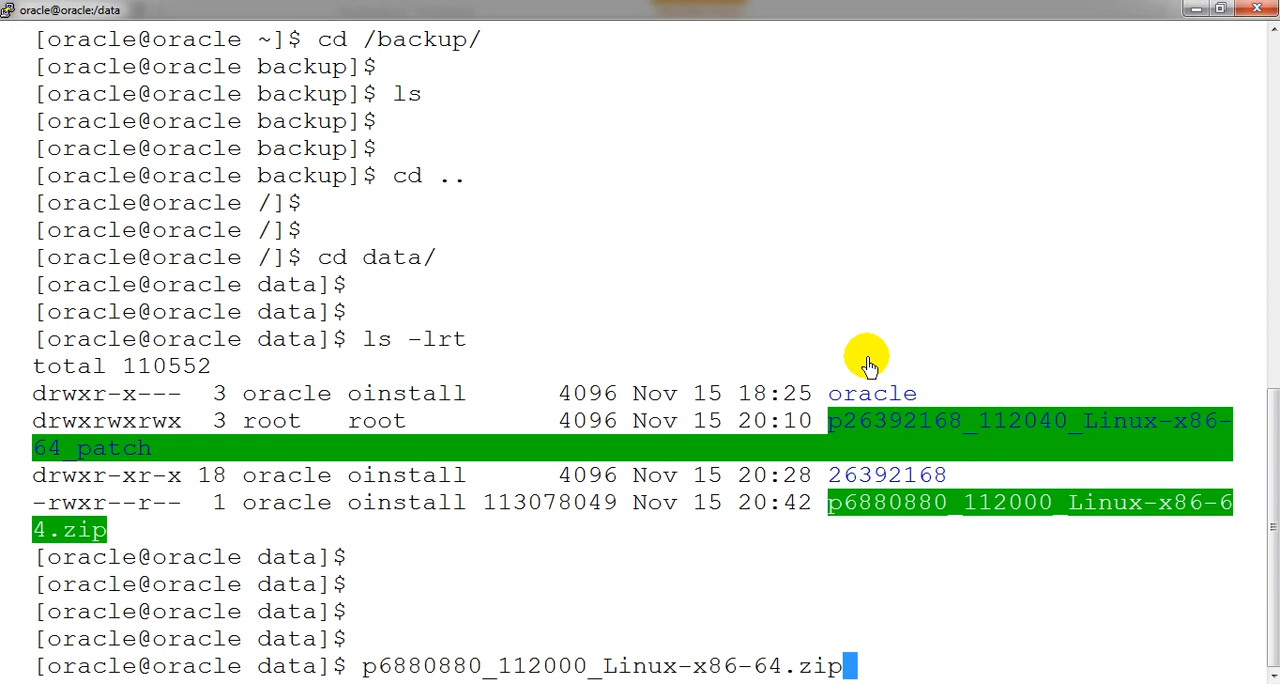 oracle@oracle:/data
[oracle@oracle ~]$ cd /backup/
[oracle@oracle backup]$
[oracle@oracle backup]$ ls
[oracle@oracle backup]$
[oracle@oracle backup]$
[oracle@oracle backup]$ cd ..
[oracle@oracle /]$
[oracle@oracle /]$
[oracle@oracle /]$ cd data/
[oracle@oracle data]$
[oracle@oracle data]$
[oracle@oracle data]$ ls -lrt
total 110552
drwxr-x--- 3 oracle oinstall 4096 Nov 15 18:25 oracle
drwxrwxrwx 3 root root 4096 Nov 15 20:10 p26392168_112040_Linux-x86-
64_patch
drwxr-xr-x 18 oracle oinstall 4096 Nov 15 20:28 26392168
-rwxr--r-- 1 oracle oinstall 113078049 Nov 15 20:42 p6880880_112000_Linux-x86-6
4.zip
[oracle@oracle data]$
[oracle@oracle data]$
[oracle@oracle data]$
[oracle@oracle data]$
[oracle@oracle data]$ p6880880_112000_Linux-x86-64.zip